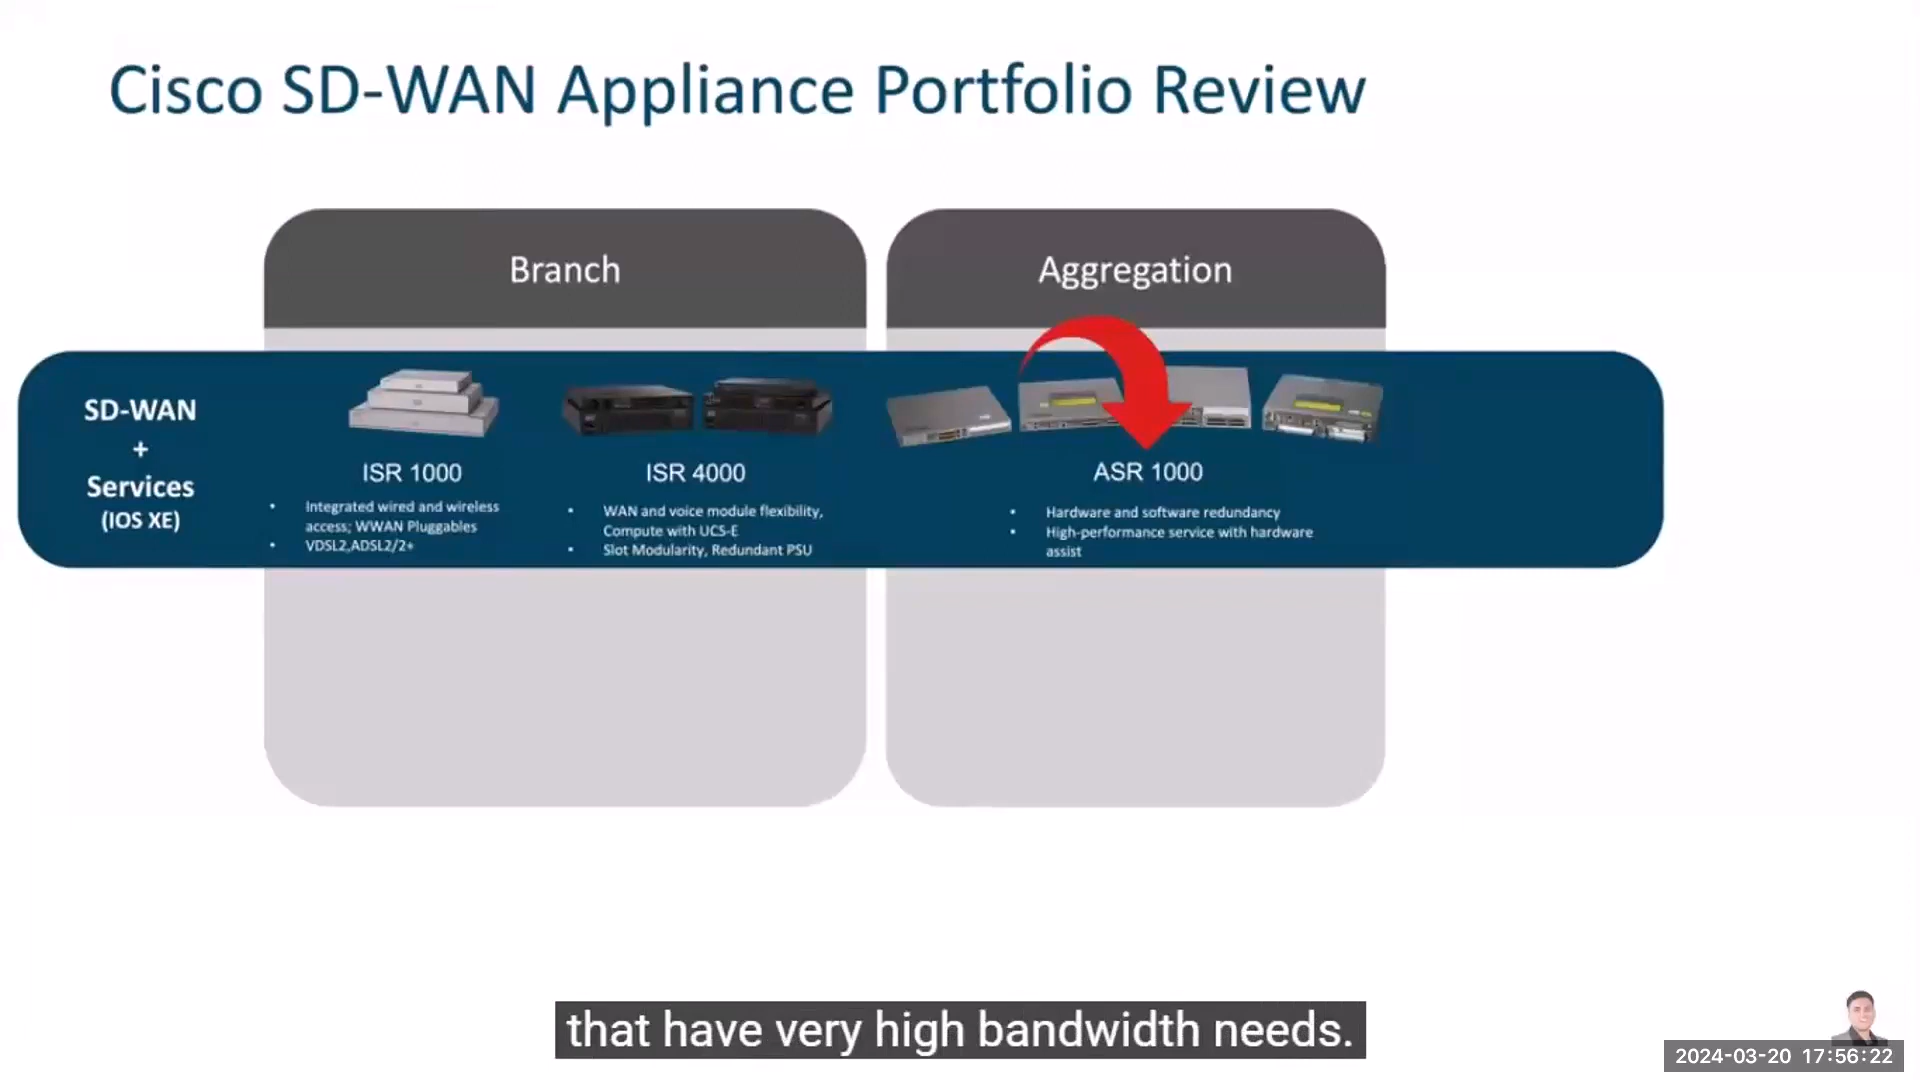 Cisco SD-WAN Appliance Portfolio Review
Branch
Aggregation
SD-WAN
+
Services
(IOS XE)
ISR 1000
• Integrated wired and wireless
access; WWAN Pluggables
• VDSL2,ADSL2/2+
ISR 4000
• WAN and voice module flexibility,
Compute with UCS-E
• Slot Modularity, Redundant PSU
ASR 1000
• Hardware and software redundancy
• High-performance service with hardware
assist
that have very high bandwidth needs.
2024-03-20 17:56:22